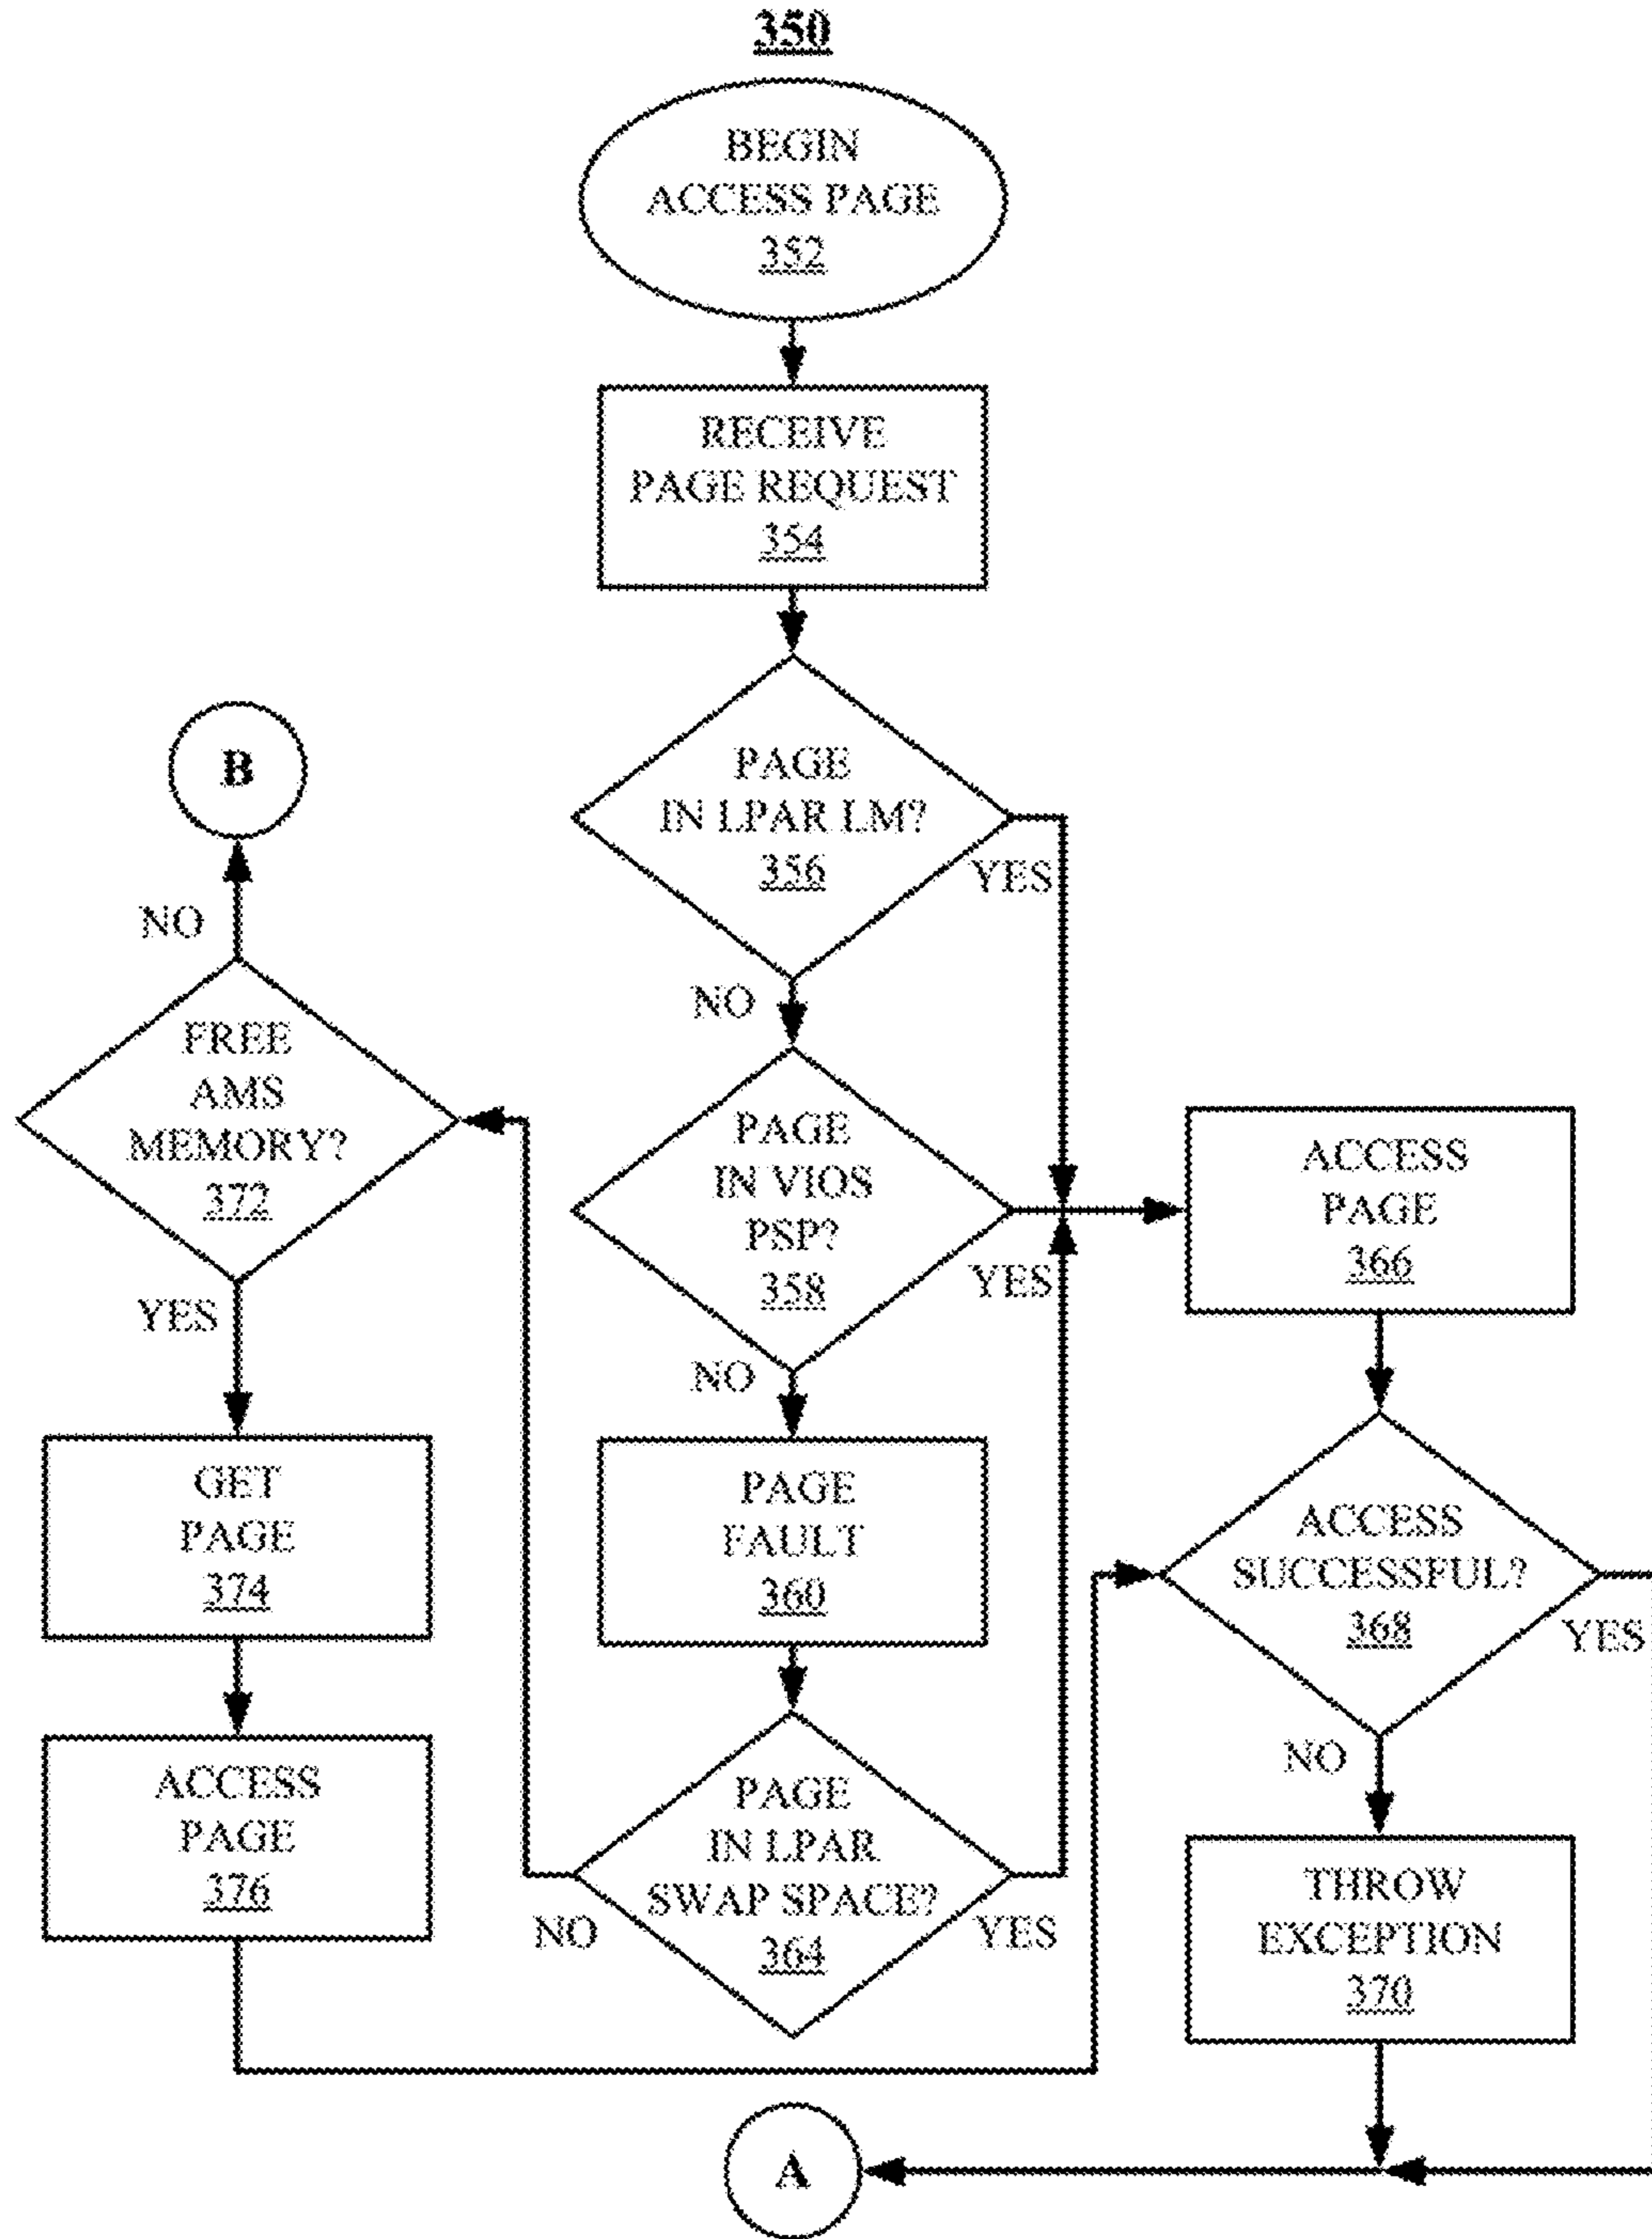 350
BEGIN
ACCESS PAGE
352
RECEIVE
PAGE REQUEST
354
PAGE
IN LPAR LM?
356
YES
NO
B
NO
FREE
AMS
MEMORY?
372
YES
PAGE
IN VIOS
PSP?
358
YES
NO
ACCESS
PAGE
366
GET
PAGE
374
PAGE
FAULT
360
ACCESS
SUCCESSFUL?
368
YES
NO
ACCESS
PAGE
376
PAGE
IN LPAR
SWAP SPACE?
364
NO
YES
THROW
EXCEPTION
370
A